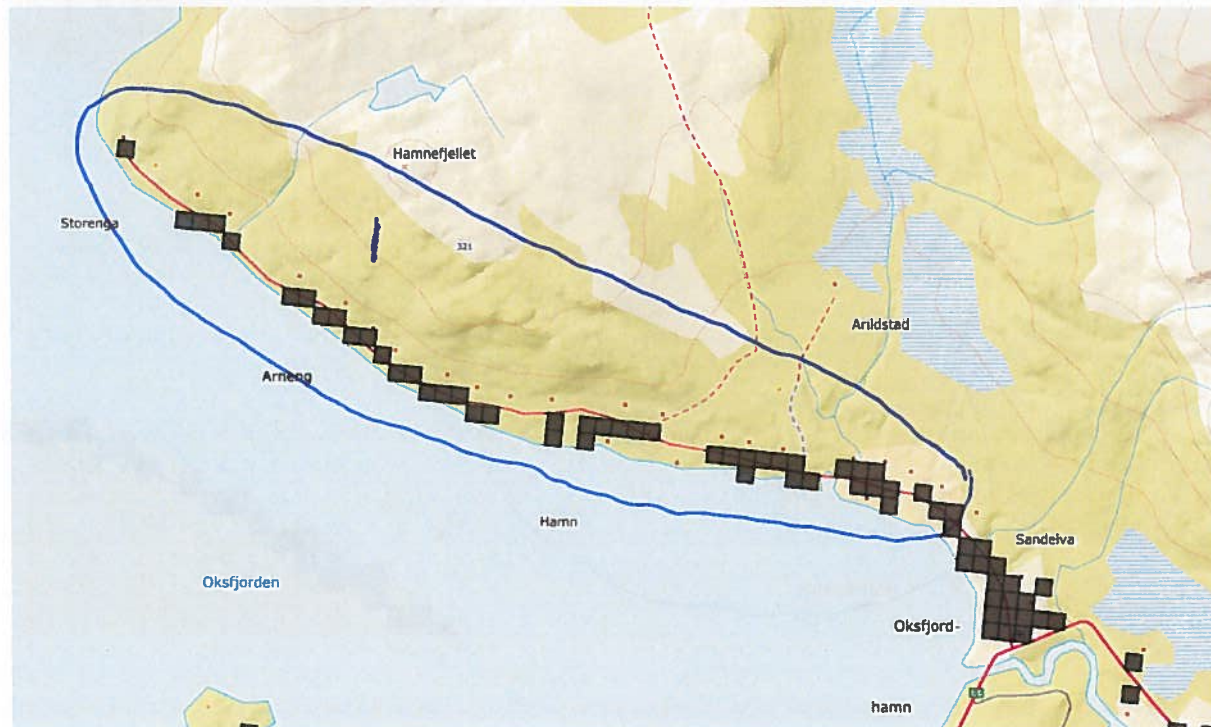 Hamnefjellet
Storenga
321
Arildstad
Arneng
Hamn
Sandelva
Oksfjorden
Oksfjord-
hamn